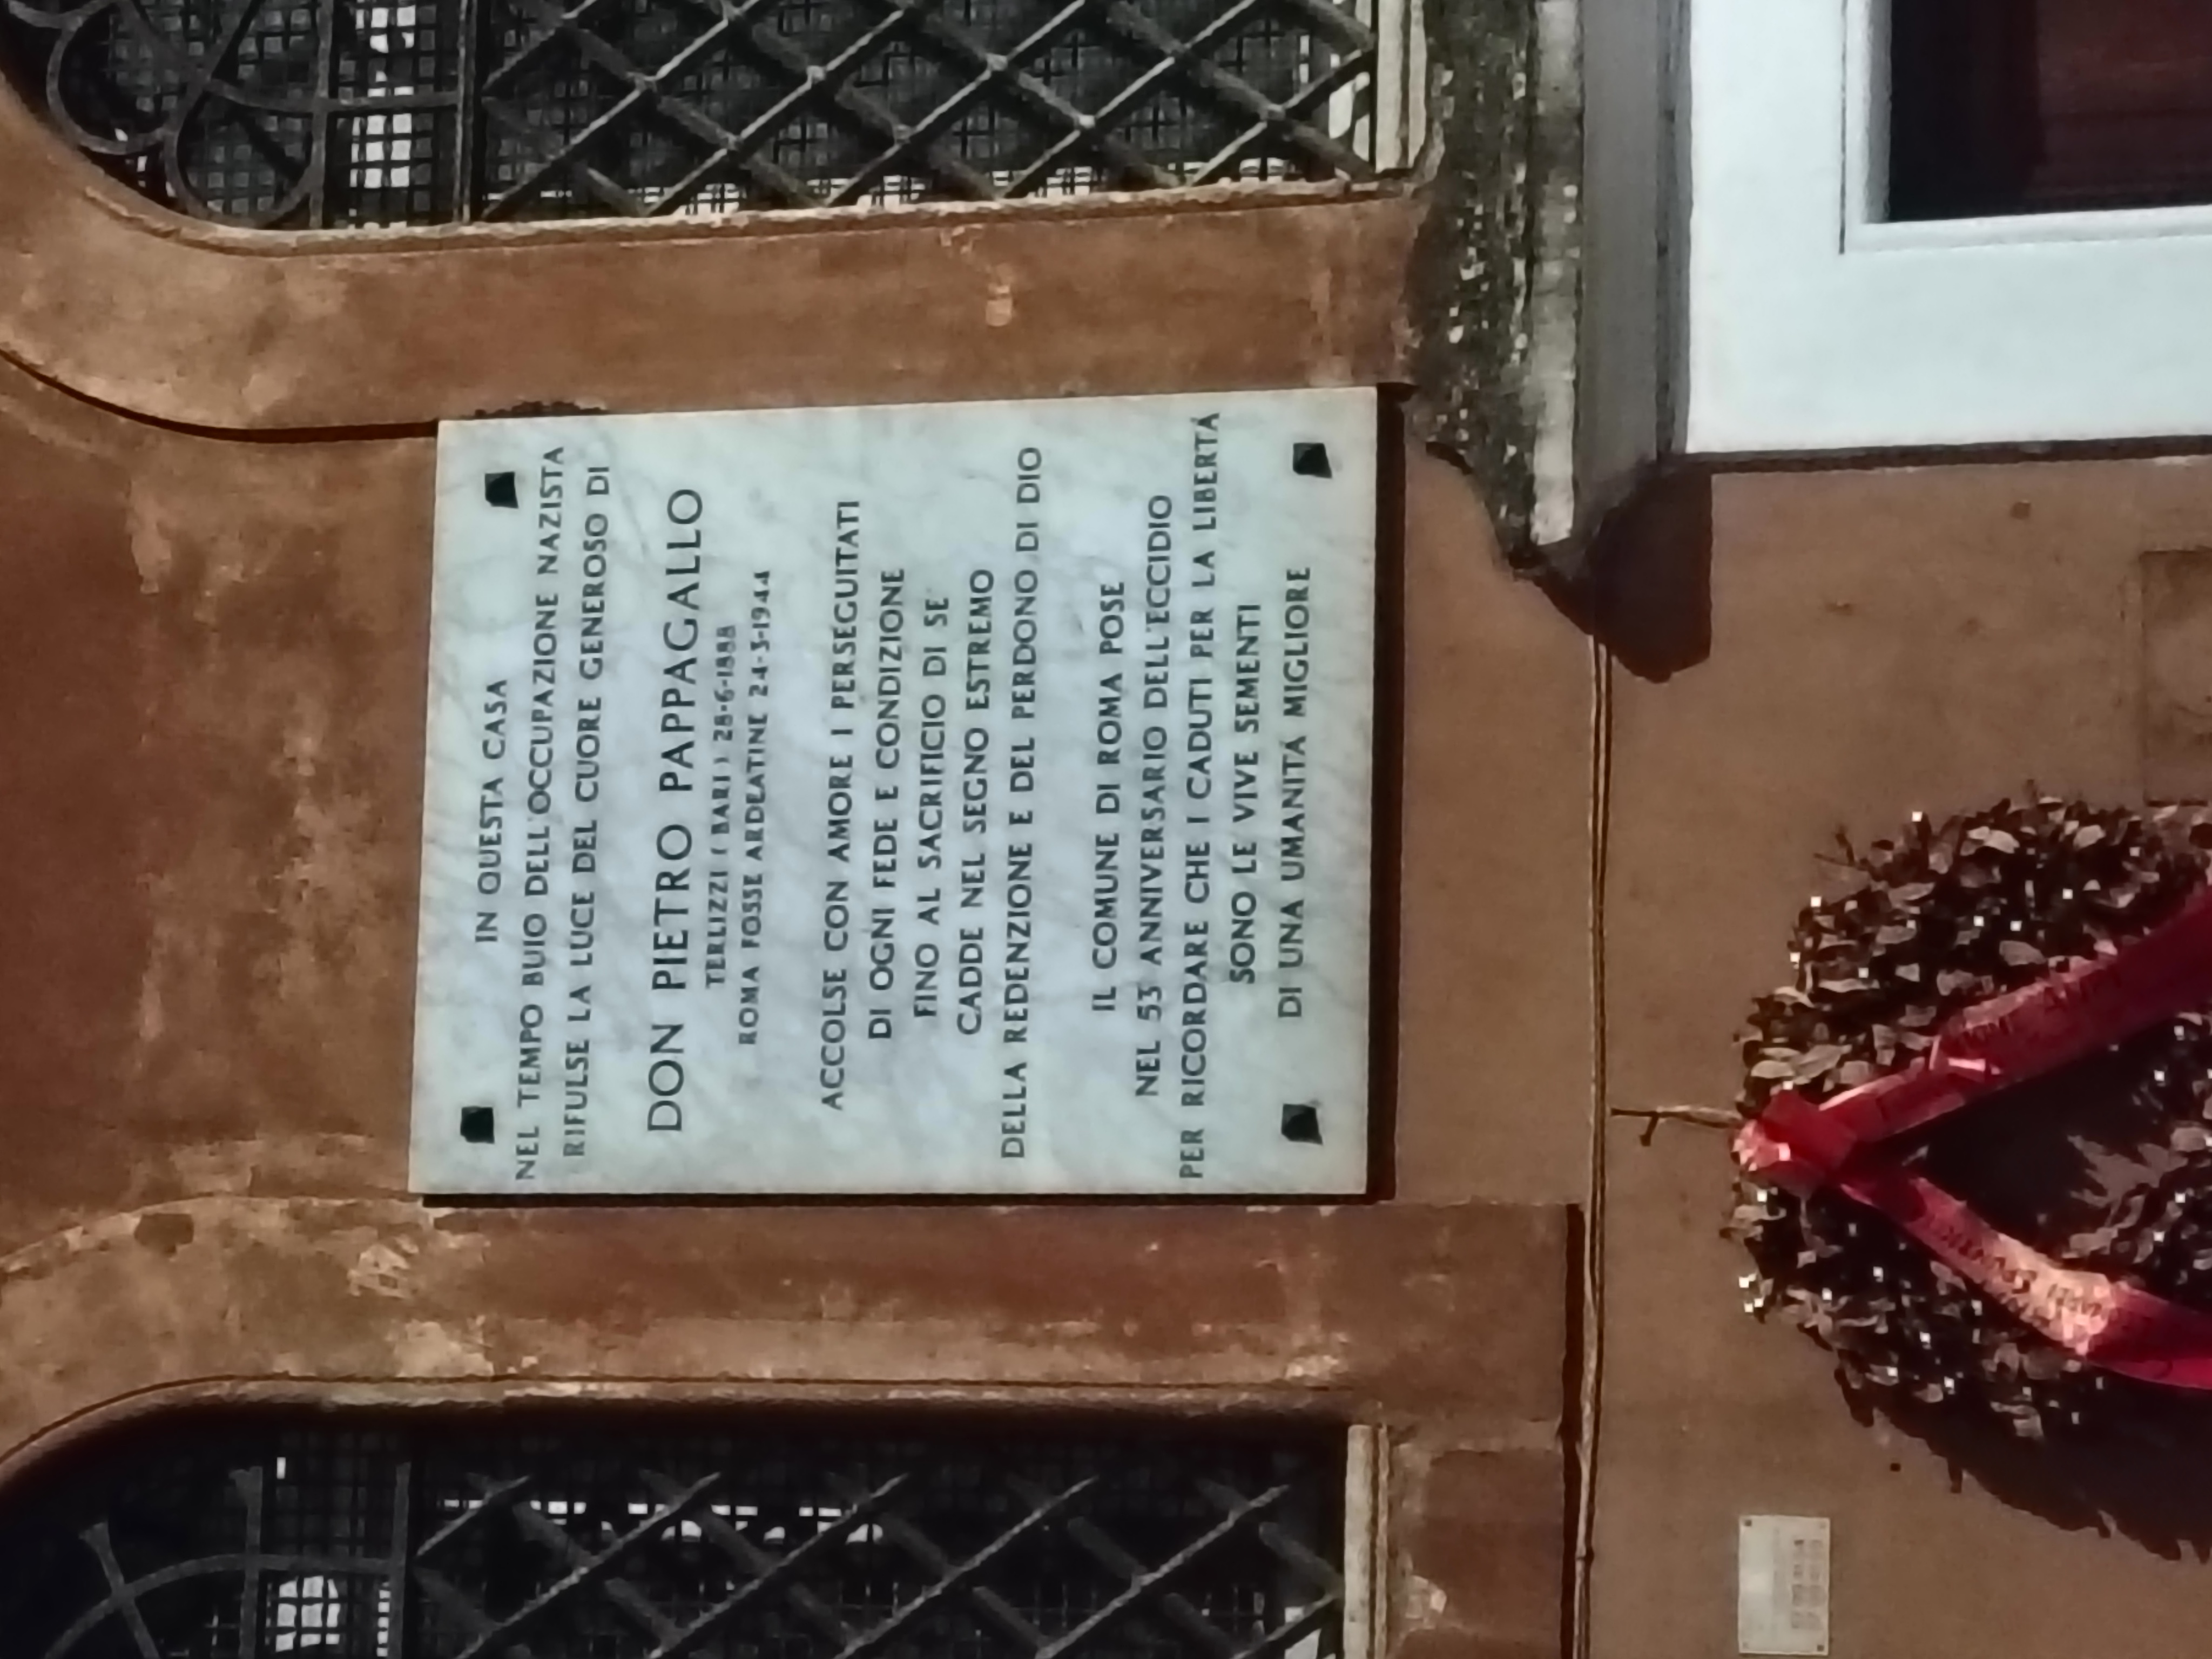 IN QUESTA CASA
NEL TEMPO BUIO DELL'OCCUPAZIONE NAZISTA
RIFULSE LA LUCE DEL CUORE GENEROSO DI
DON PIETRO PAPPAGALLO
TERLIZZI (BARI) 28-6-1888
ROMA FOSSE ARDEATINE 24-3-1944
ACCOLSE CON AMORE I PERSEGUITATI
DI OGNI FEDE E CONDIZIONE
FINO AL SACRIFICIO DI SE'
CADDE NEL SEGNO ESTREMO
DELLA REDENZIONE E DEL PERDONO DI DIO
IL COMUNE DI ROMA POSE
NEL 53 ANNIVERSARIO DELL'ECCIDIO
PER RICORDARE CHE I CADUTI PER LA LIBERTÁ
SONO LE VIVE SEMENTI
DI UNA UMANITÁ MIGLIORE